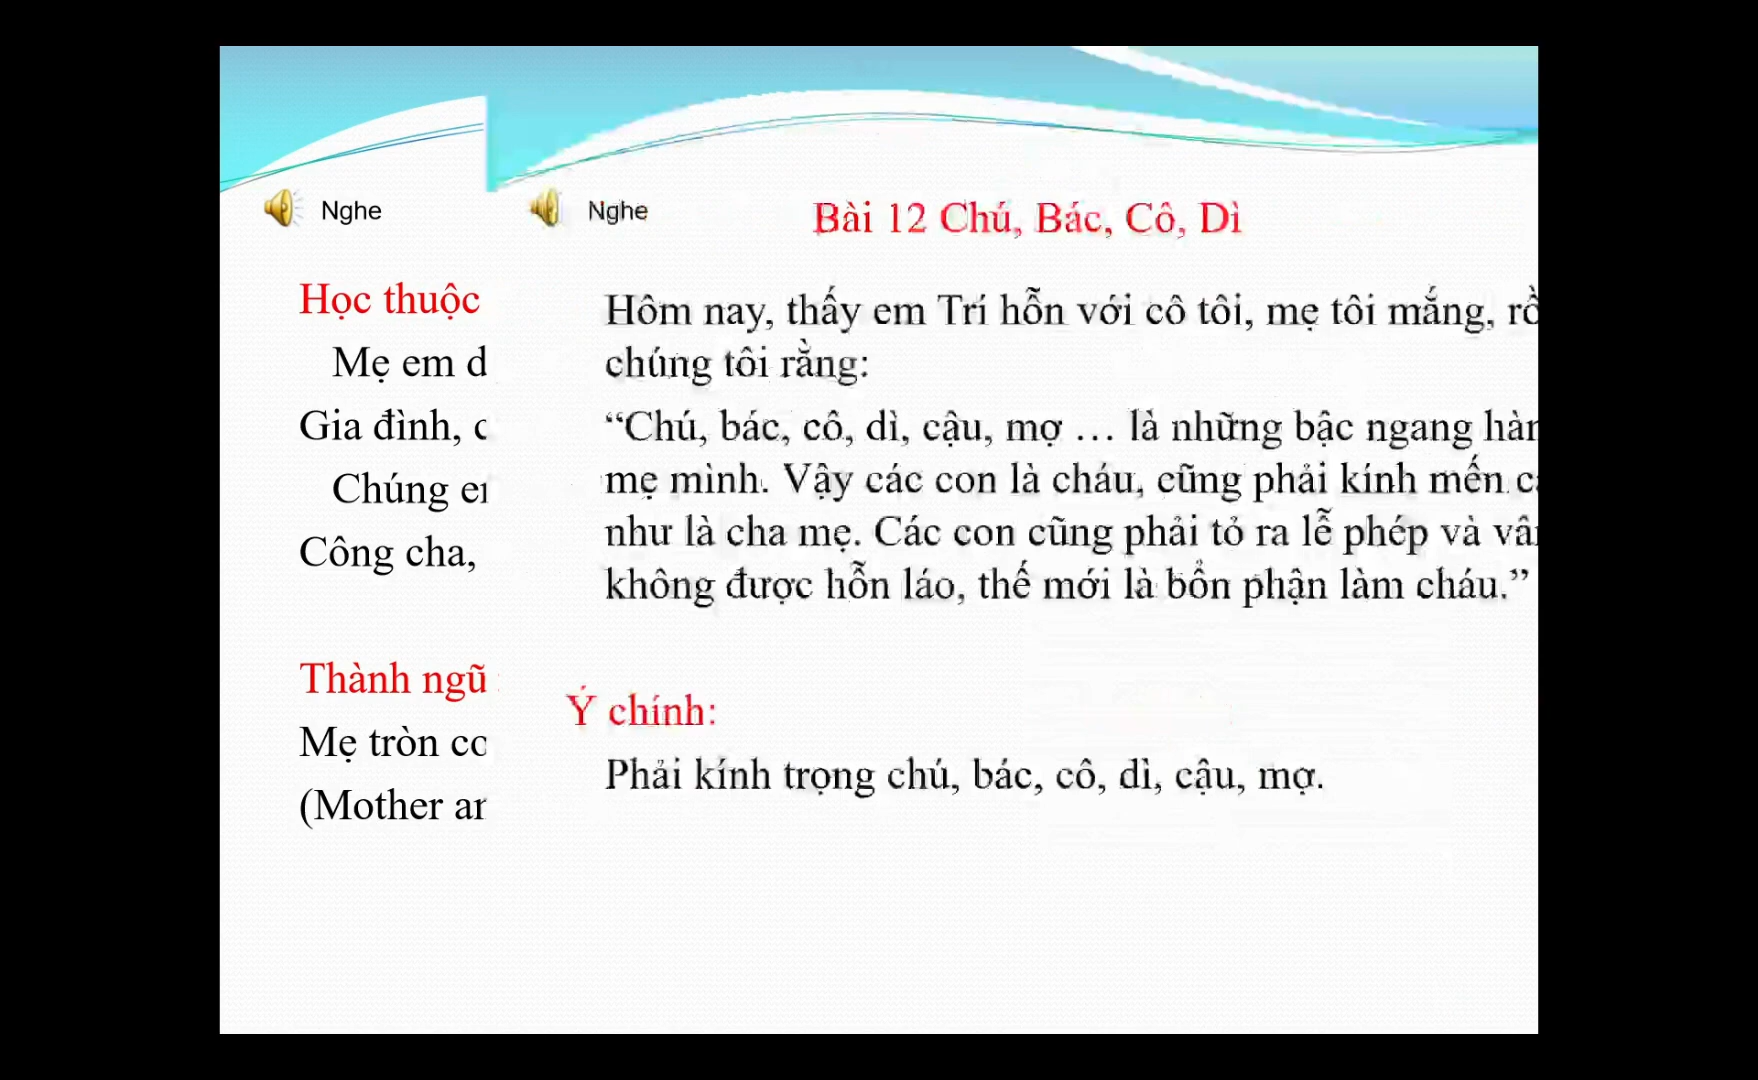 Nghe
Học thuộc
Mẹ em
Gia đình,
Chúng
Công cha,
Thành ngữ
Mẹ tròn
(Mother
Nghe
Bài 12 Chú, Bác, Cô, Dì
Hôm nay, thấy em Trí hỗn với cô tôi, mẹ tôi mắng,
chúng tôi rằng:
“Chú, bác, cô, dì, cậu, mợ … là những bậc ngang
mẹ mình. Vậy các con là cháu, cũng phải kính mến
như là cha mẹ. Các con cũng phải tỏ ra lễ phép và
không được hỗn láo, thế mới là bổn phận làm cháu.”
Ý chính:
Phải kính trọng chú, bác, cô, dì, cậu, mợ.